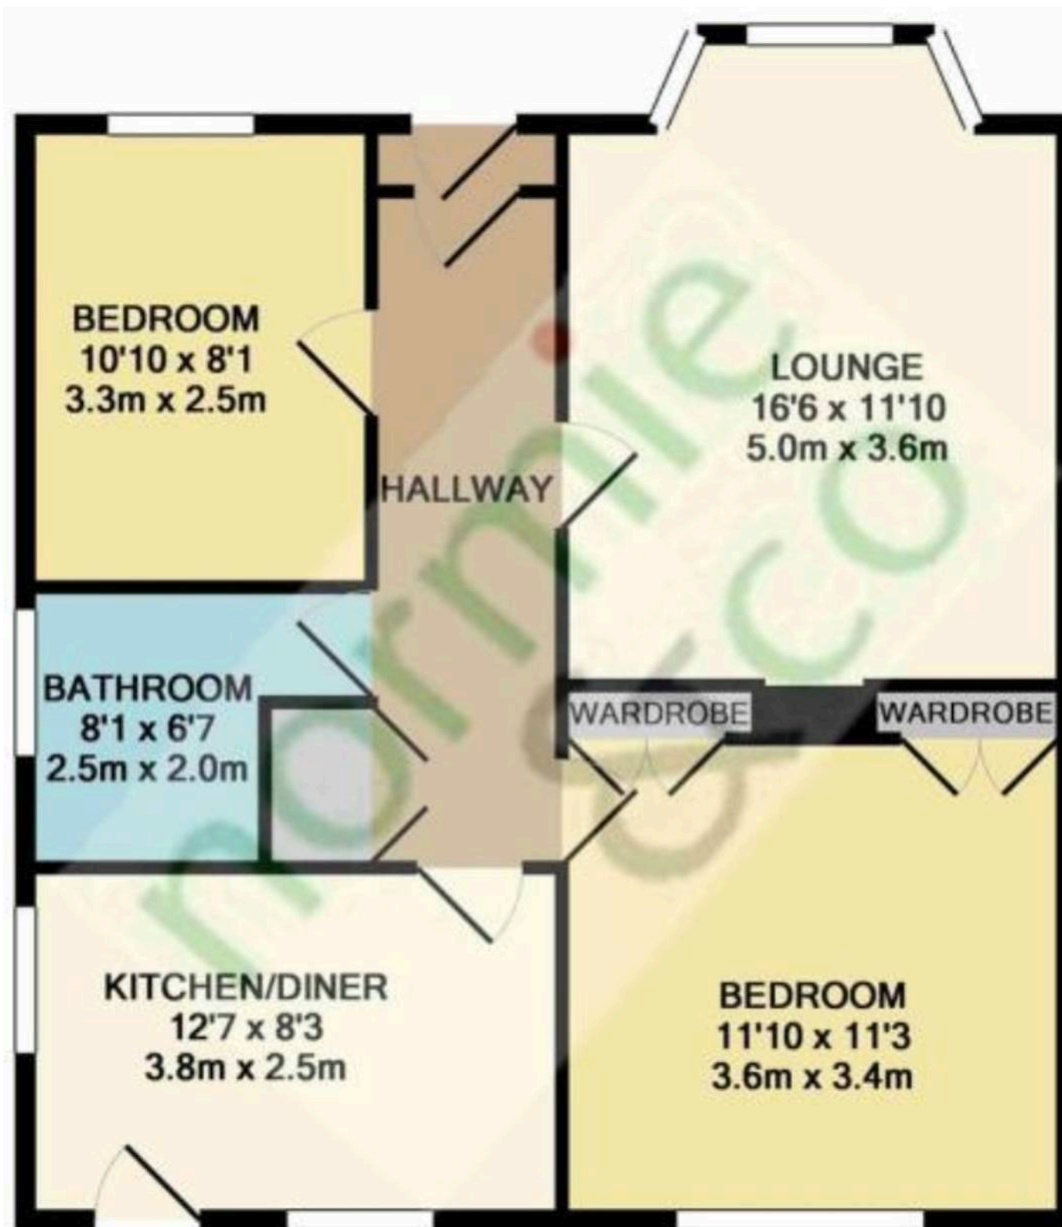 BEDROOM
10'10 x 8'1
3.3m x 2.5m
LOUNGE
16'6 x 11'10
5.0m x 3.6m
HALLWAY
BATHROOM
8'1 x 6'7
2.5m x 2.0m
WARDROBE
WARDROBE
KITCHEN/DINER
12'7 x 8'3
3.8m x 2.5m
BEDROOM
11'10 x 11'3
3.6m x 3.4m
nornie
&co